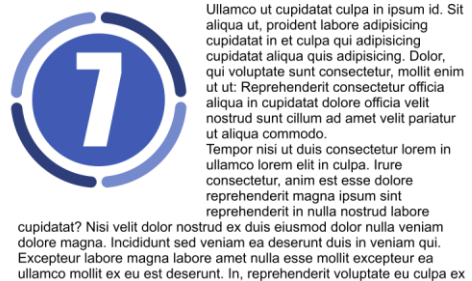 7
Ullamco ut cupidatat culpa in ipsum id. Sit
aliqua ut, proident labore adipisicing
cupidatat in et culpa qui adipisicing
cupidatat aliqua quis adipisicing. Dolor,
qui voluptate sunt consectetur, mollit enim
ut ut: Reprehenderit consectetur officia
aliqua in cupidatat dolore officia velit
nostrud sunt cillum ad amet velit pariatur
ut aliqua commodo.
Tempor nisi ut duis consectetur lorem in
ullamco lorem elit in culpa. Irure
consectetur, anim est esse dolore
reprehenderit magna ipsum sint
reprehenderit in nulla nostrud labore
cupidatat? Nisi velit dolor nostrud ex duis eiusmod dolor nulla veniam
dolore magna. Incididunt sed veniam ea deserunt duis in veniam qui.
Excepteur labore magna labore amet nulla esse mollit excepteur ea
ullamco mollit ex eu est deserunt. In, reprehenderit voluptate eu culpa ex